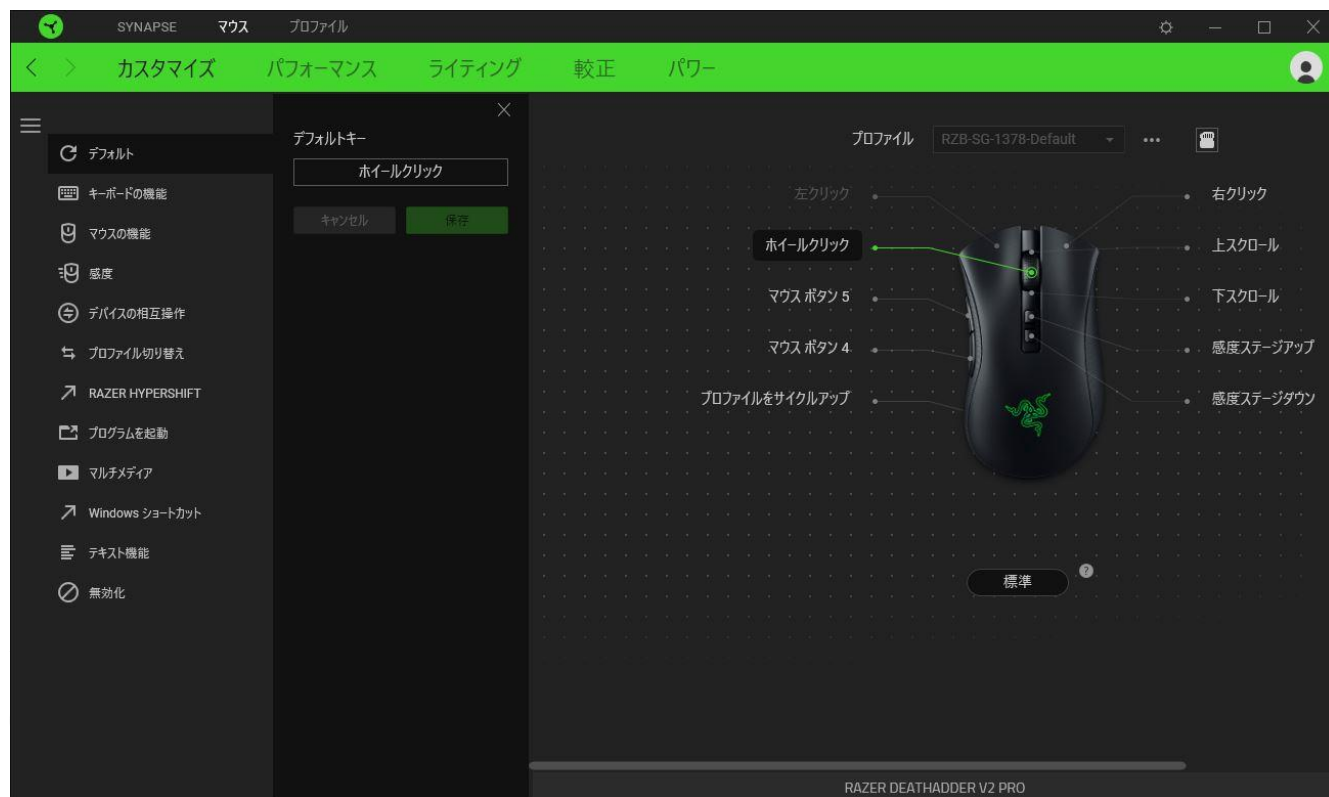 SYNAPSE マウス プロファイル
カスタマイズ パフォーマンス ライティング 較正 パワー
デフォルト
キーボードの機能
マウスの機能
感度
デバイスの相互操作
プロファイル切り替え
RAZER HYPERSHIFT
プログラムを起動
マルチメディア
Windows ショートカット
テキスト機能
無効化
デフォルトキー
ホイールクリック
キャンセル 保存
プロファイル RZB-SG-1378-Default
左クリック
ホイールクリック
マウス ボタン 5
マウス ボタン 4
プロファイルをサイクルアップ
右クリック
上スクロール
下スクロール
感度ステージアップ
感度ステージダウン
標準
?
RAZER DEATHADDER V2 PRO